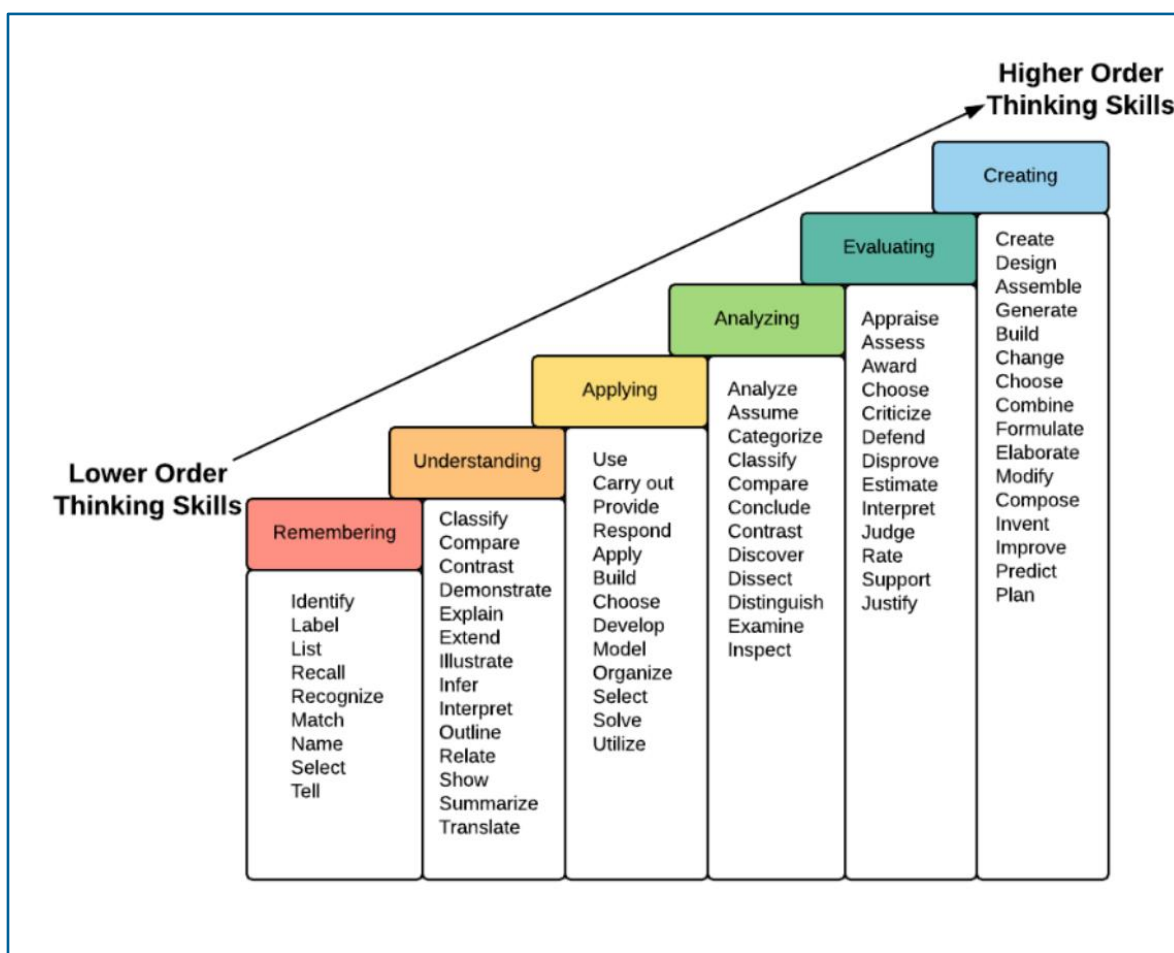 Higher Order
Thinking Skills
Creating
Create
Design
Assemble
Generate
Build
Change
Choose
Combine
Formulate
Elaborate
Modify
Compose
Invent
Improve
Predict
Plan
Evaluating
Appraise
Assess
Award
Choose
Criticize
Defend
Disprove
Estimate
Interpret
Judge
Rate
Support
Justify
Analyzing
Analyze
Assume
Categorize
Classify
Compare
Conclude
Contrast
Discover
Dissect
Distinguish
Examine
Inspect
Applying
Use
Carry out
Provide
Respond
Apply
Build
Choose
Develop
Model
Organize
Select
Solve
Utilize
Understanding
Classify
Compare
Contrast
Demonstrate
Explain
Extend
Illustrate
Infer
Interpret
Outline
Relate
Show
Summarize
Translate
Lower Order
Thinking Skills
Remembering
Identify
Label
List
Recall
Recognize
Match
Name
Select
Tell